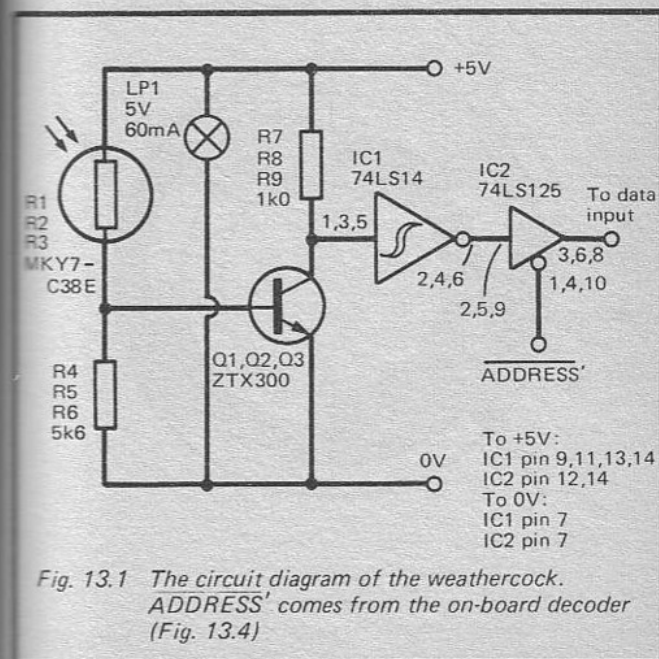 +5V
LP1
5V
60mA
R7
R8
R9
1k0
IC1
74LS14
IC2
74LS125
To data
input
R1
R2
R3
MKY7-
C38E
1,3,5
2,4,6
2,5,9
3,6,8
1,4,10
Q1,Q2,Q3
ZTX300
ADDRESS'
R4
R5
R6
5k6
0V
To +5V:
IC1 pin 9,11,13,14
IC2 pin 12,14
To 0V:
IC1 pin 7
IC2 pin 7
Fig. 13.1 The circuit diagram of the weathercock.
ADDRESS' comes from the on-board decoder
(Fig. 13.4)